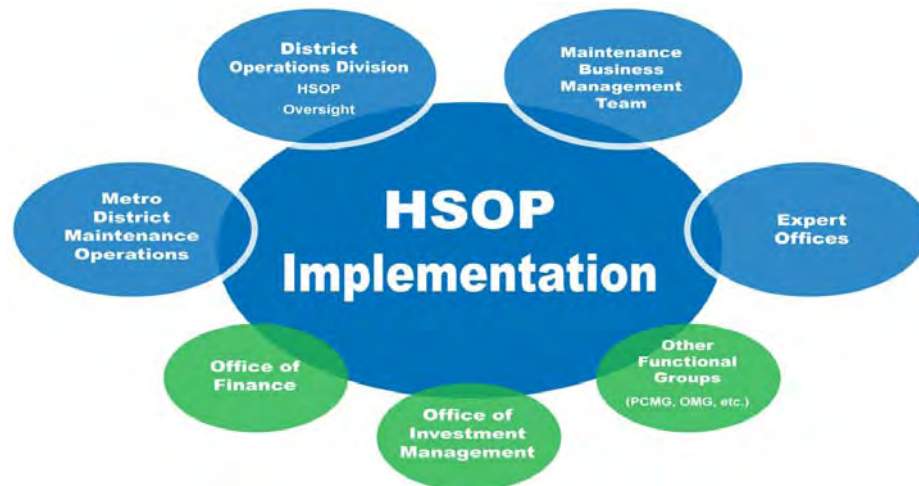 District
Operations Division
HSOP
Oversight
Maintenance
Business
Management
Team
Metro
District
Maintenance
Operations
HSOP
Implementation
Expert
Offices
Office of
Finance
Office of
Investment
Management
Other
Functional
Groups
(PCMG, OMG, etc.)